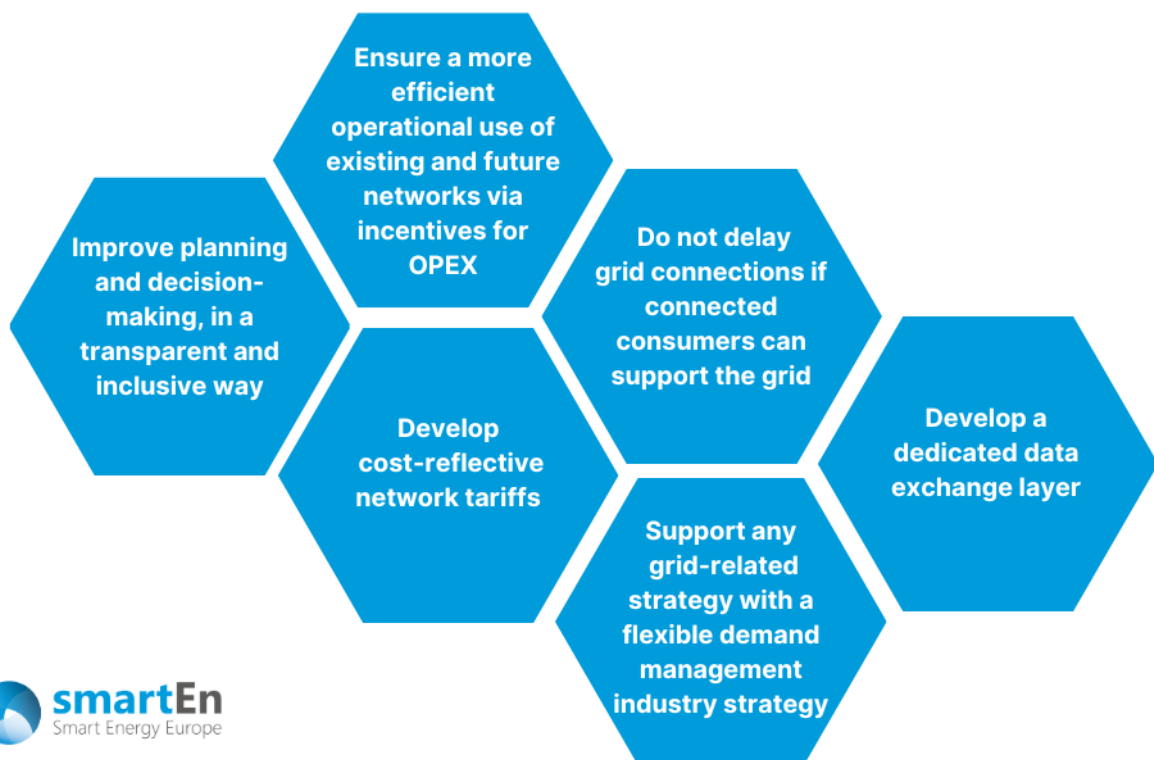 Ensure a more
efficient
operational use of
existing and future
networks via
incentives for
OPEX
Improve planning
and decision-
making, in a
transparent and
inclusive way
Do not delay
grid connections if
connected
consumers can
support the grid
Develop
cost-reflective
network tariffs
Develop a
dedicated data
exchange layer
Support any
grid-related
strategy with a
flexible demand
management
industry strategy
smartEn
Smart Energy Europe